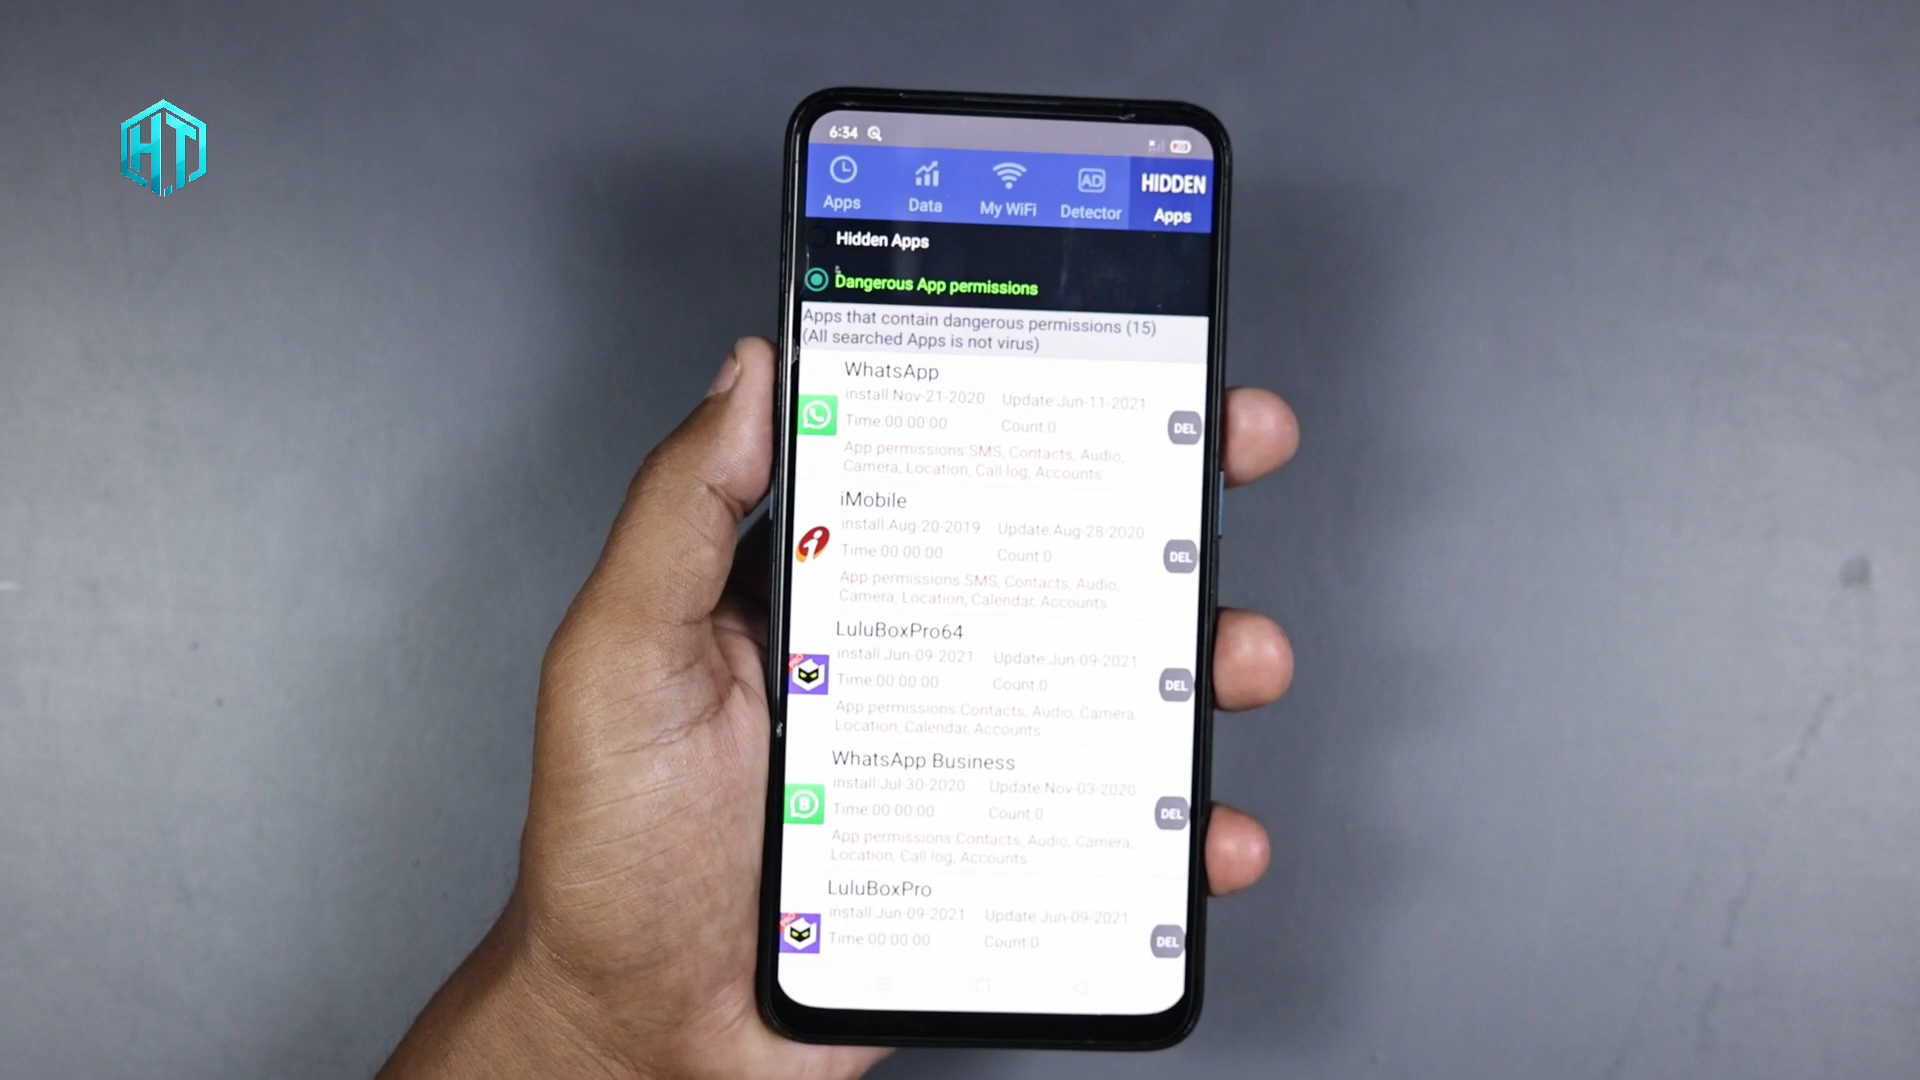 HT
6:34
Apps
Data
My WiFi
AD
Detector
HIDDEN
Apps
Hidden Apps
Dangerous App permissions
Apps that contain dangerous permissions (15)
(All searched Apps is not virus)
WhatsApp
install:Nov-21-2020 Update:Jun-11-2021
Time:00:00:00 Count:0
DEL
App permissions:SMS, Contacts, Audio,
Camera, Location, Call log, Accounts
iMobile
install:Aug-20-2019 Update:Aug-28-2020
Time:00:00:00 Count:0
DEL
App permissions:SMS, Contacts, Audio,
Camera, Location, Calendar, Accounts
LuluBoxPro64
install:Jun-09-2021 Update:Jun-09-2021
PRO
Time:00:00:00 Count:0
DEL
App permissions:Contacts, Audio, Camera,
Location, Calendar, Accounts
WhatsApp Business
install:Jul-30-2020 Update:Nov-03-2020
B
Time:00:00:00 Count:0
DEL
App permissions:Contacts, Audio, Camera,
Location, Call log, Accounts
LuluBoxPro
install:Jun-09-2021 Update:Jun-09-2021
PRO
Time:00:00:00 Count:0
DEL